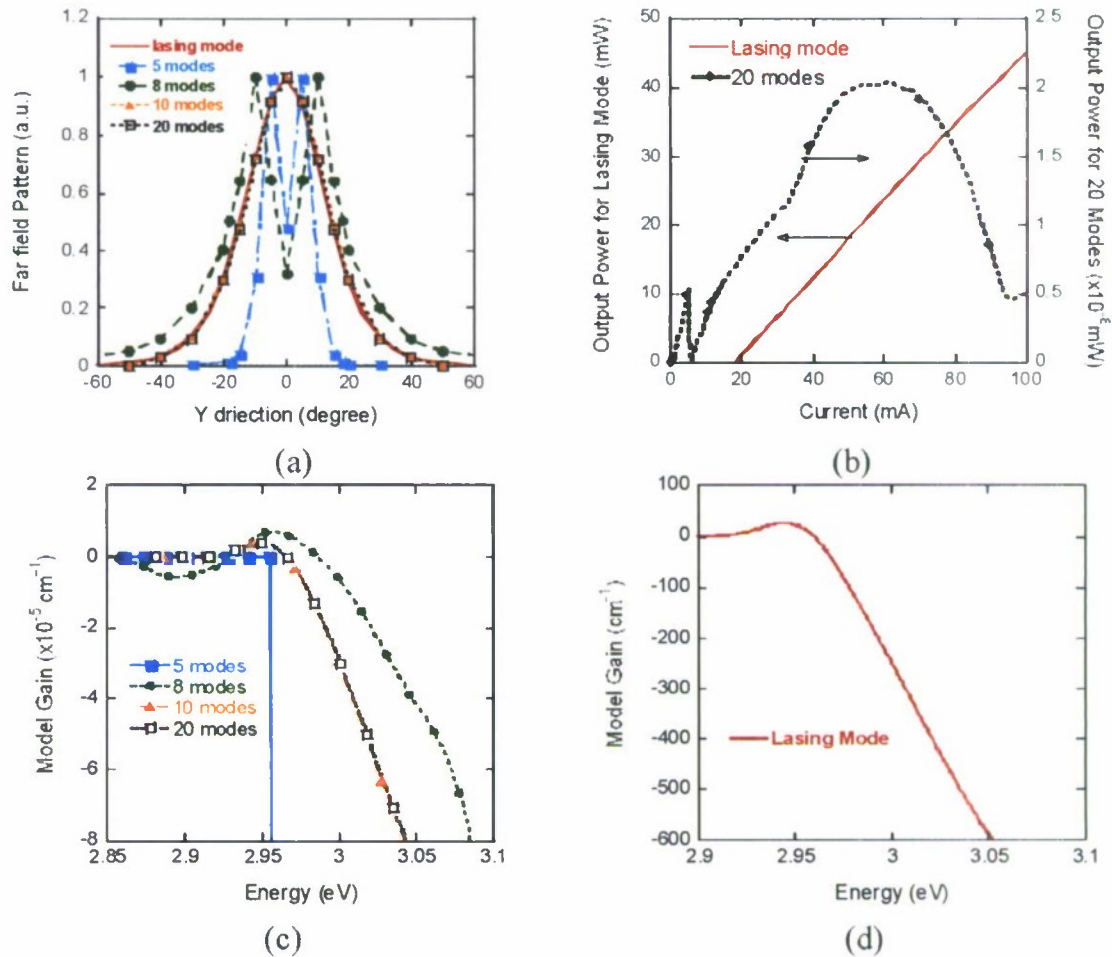 1.2
1
0.8
0.6
0.4
0.2
0
Far field Pattern (a.u.)
lasing mode
5 modes
8 modes
10 modes
20 modes
-60 -40 -20 0 20 40 60
Y driection (degree)
(a)
50
40
30
20
10
0
Output Power for Lasing Mode (mW)
Lasing mode
20 modes
2.5
2
1.5
1
0.5
0
Output Power for 20 Modes (x10⁻⁶ mW)
0 20 40 60 80 100
Current (mA)
(b)
2
0
-2
-4
-6
-8
Model Gain (x10⁻⁵ cm⁻¹)
5 modes
8 modes
10 modes
20 modes
2.85 2.9 2.95 3 3.05 3.1
Energy (eV)
(c)
100
0
-100
-200
-300
-400
-500
-600
Model Gain (cm⁻¹)
Lasing Mode
2.9 2.95 3 3.05 3.1
Energy (eV)
(d)